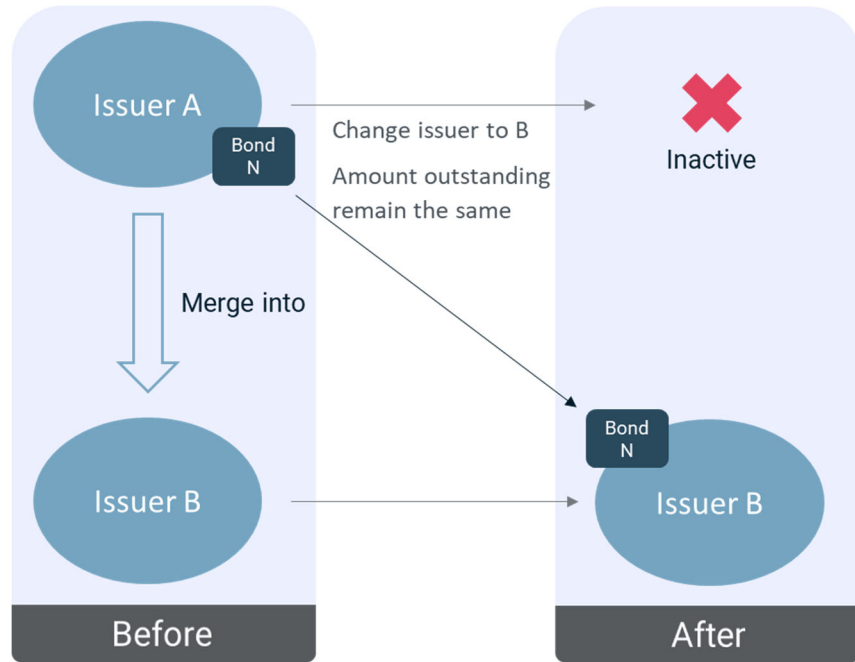 Issuer A
Bond
N
Change issuer to B
Amount outstanding
remain the same
Inactive
Merge into
Issuer B
Bond
N
Issuer B
Before
After